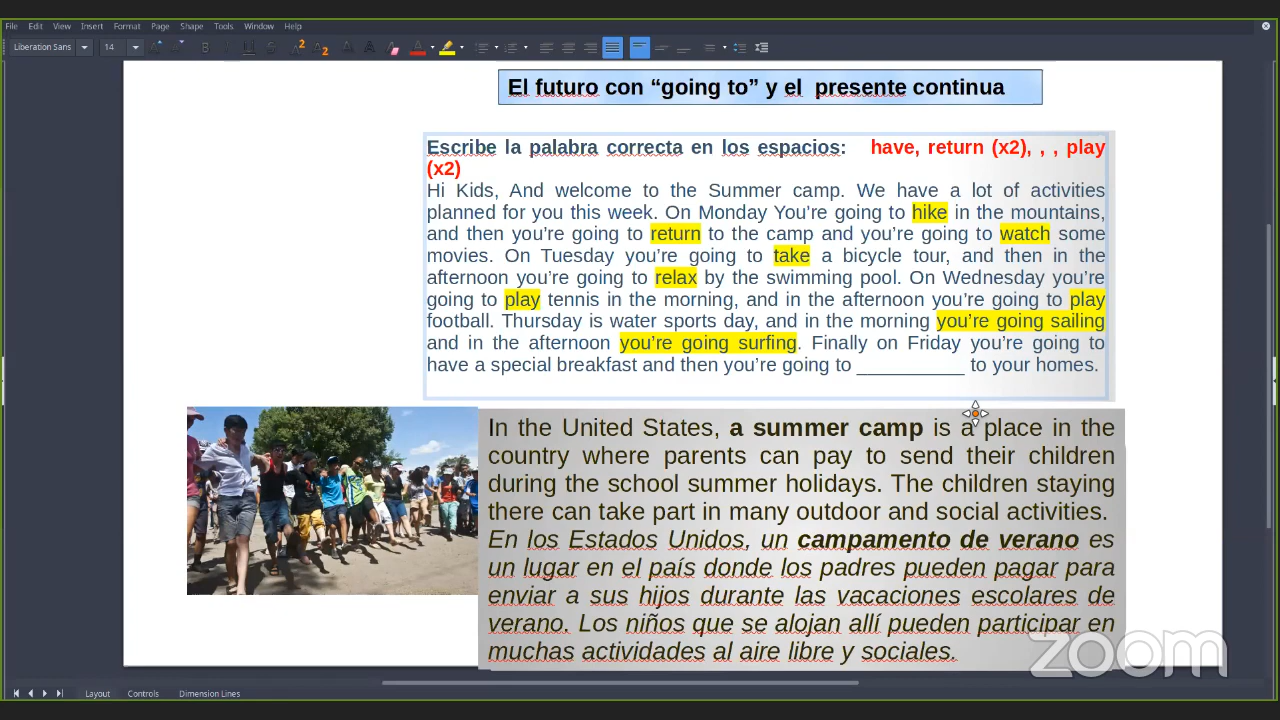 File Edit View Insert Format Page Shape Tools Window Help
Liberation Sans 14
El futuro con “going to” y el presente continua
Escribe la palabra correcta en los espacios: have, return (x2), , , play
(x2)
Hi Kids, And welcome to the Summer camp. We have a lot of activities
planned for you this week. On Monday You're going to hike in the mountains,
and then you’re going to return to the camp and you’re going to watch some
movies. On Tuesday you’re going to take a bicycle tour, and then in the
afternoon you’re going to relax by the swimming pool. On Wednesday you’re
going to play tennis in the morning, and in the afternoon you’re going to play
football. Thursday is water sports day, and in the morning you’re going sailing
and in the afternoon you’re going surfing. Finally on Friday you’re going to
have a special breakfast and then you’re going to __________ to your homes.
In the United States, a summer camp is a place in the
country where parents can pay to send their children
during the school summer holidays. The children staying
there can take part in many outdoor and social activities.
En los Estados Unidos, un campamento de verano es
un lugar en el país donde los padres pueden pagar para
enviar a sus hijos durante las vacaciones escolares de
verano. Los niños que se alojan allí pueden participar en
muchas actividades al aire libre y sociales.
zoom
Layout Controls Dimension Lines